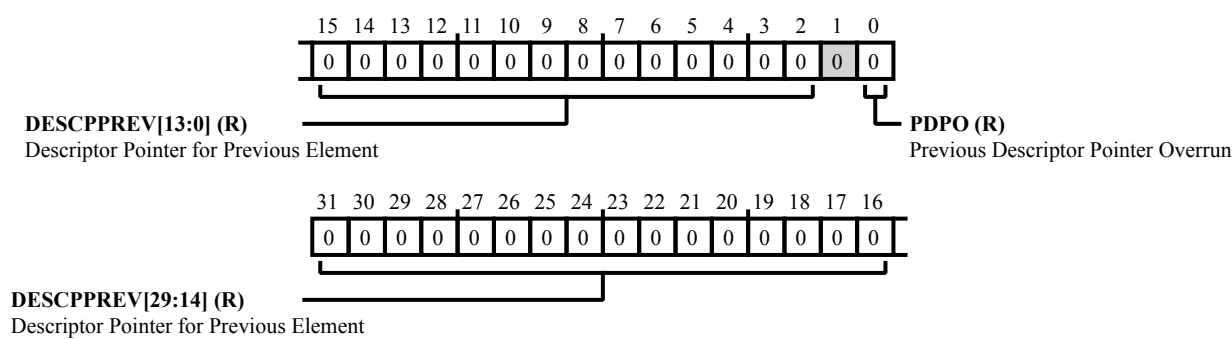 15 14 13 12 11 10 9 8 7 6 5 4 3 2 1 0
0 0 0 0 0 0 0 0 0 0 0 0 0 0 0 0
DESCPPREV[13:0] (R)
Descriptor Pointer for Previous Element
PDPO (R)
Previous Descriptor Pointer Overrun
31 30 29 28 27 26 25 24 23 22 21 20 19 18 17 16
0 0 0 0 0 0 0 0 0 0 0 0 0 0 0 0
DESCPPREV[29:14] (R)
Descriptor Pointer for Previous Element